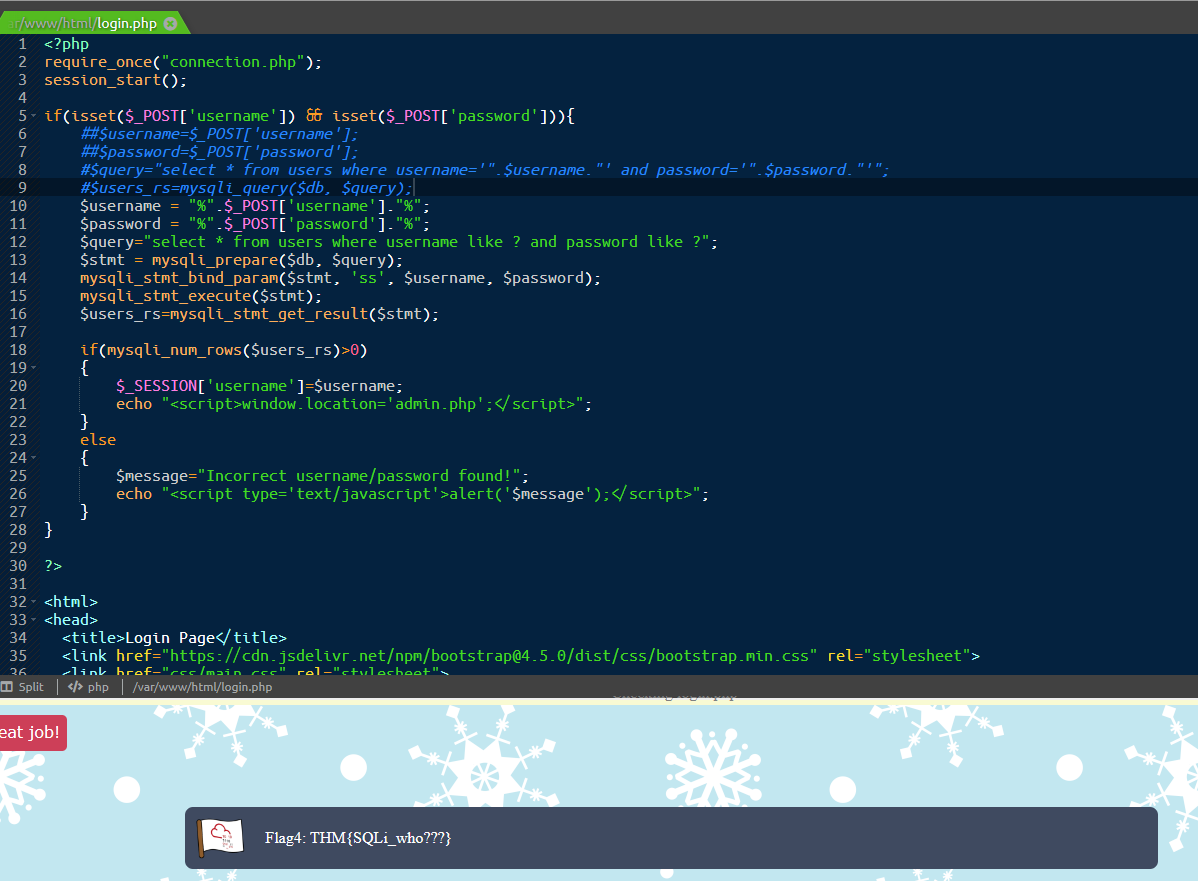 r/www/html/login.php
1 <?php
2 require_once("connection.php");
3 session_start();
4
5 if(isset($_POST['username']) && isset($_POST['password'])){
6 ##$username=$_POST['username'];
7 ##$password=$_POST['password'];
8 #$query="select * from users where username='".$username."' and password='".$password."'";
9 #$users_rs=mysqli_query($db, $query);
10 $username = "%".$_POST['username']."%";
11 $password = "%".$_POST['password']."%";
12 $query="select * from users where username like ? and password like ?";
13 $stmt = mysqli_prepare($db, $query);
14 mysqli_stmt_bind_param($stmt, 'ss', $username, $password);
15 mysqli_stmt_execute($stmt);
16 $users_rs=mysqli_stmt_get_result($stmt);
17
18 if(mysqli_num_rows($users_rs)>0)
19 {
20 $_SESSION['username']=$username;
21 echo "<script>window.location='admin.php';</script>";
22 }
23 else
24 {
25 $message="Incorrect username/password found!";
26 echo "<script type='text/javascript'>alert('$message');</script>";
27 }
28 }
29
30 ?>
31
32 <html>
33 <head>
34 <title>Login Page</title>
35 <link href="https://cdn.jsdelivr.net/npm/bootstrap@4.5.0/dist/css/bootstrap.min.css" rel="stylesheet">
36 <link href="css/main.css" rel="stylesheet">
Split </> php /var/www/html/login.php
eat job!
Flag4: THM{SQLi_who???}